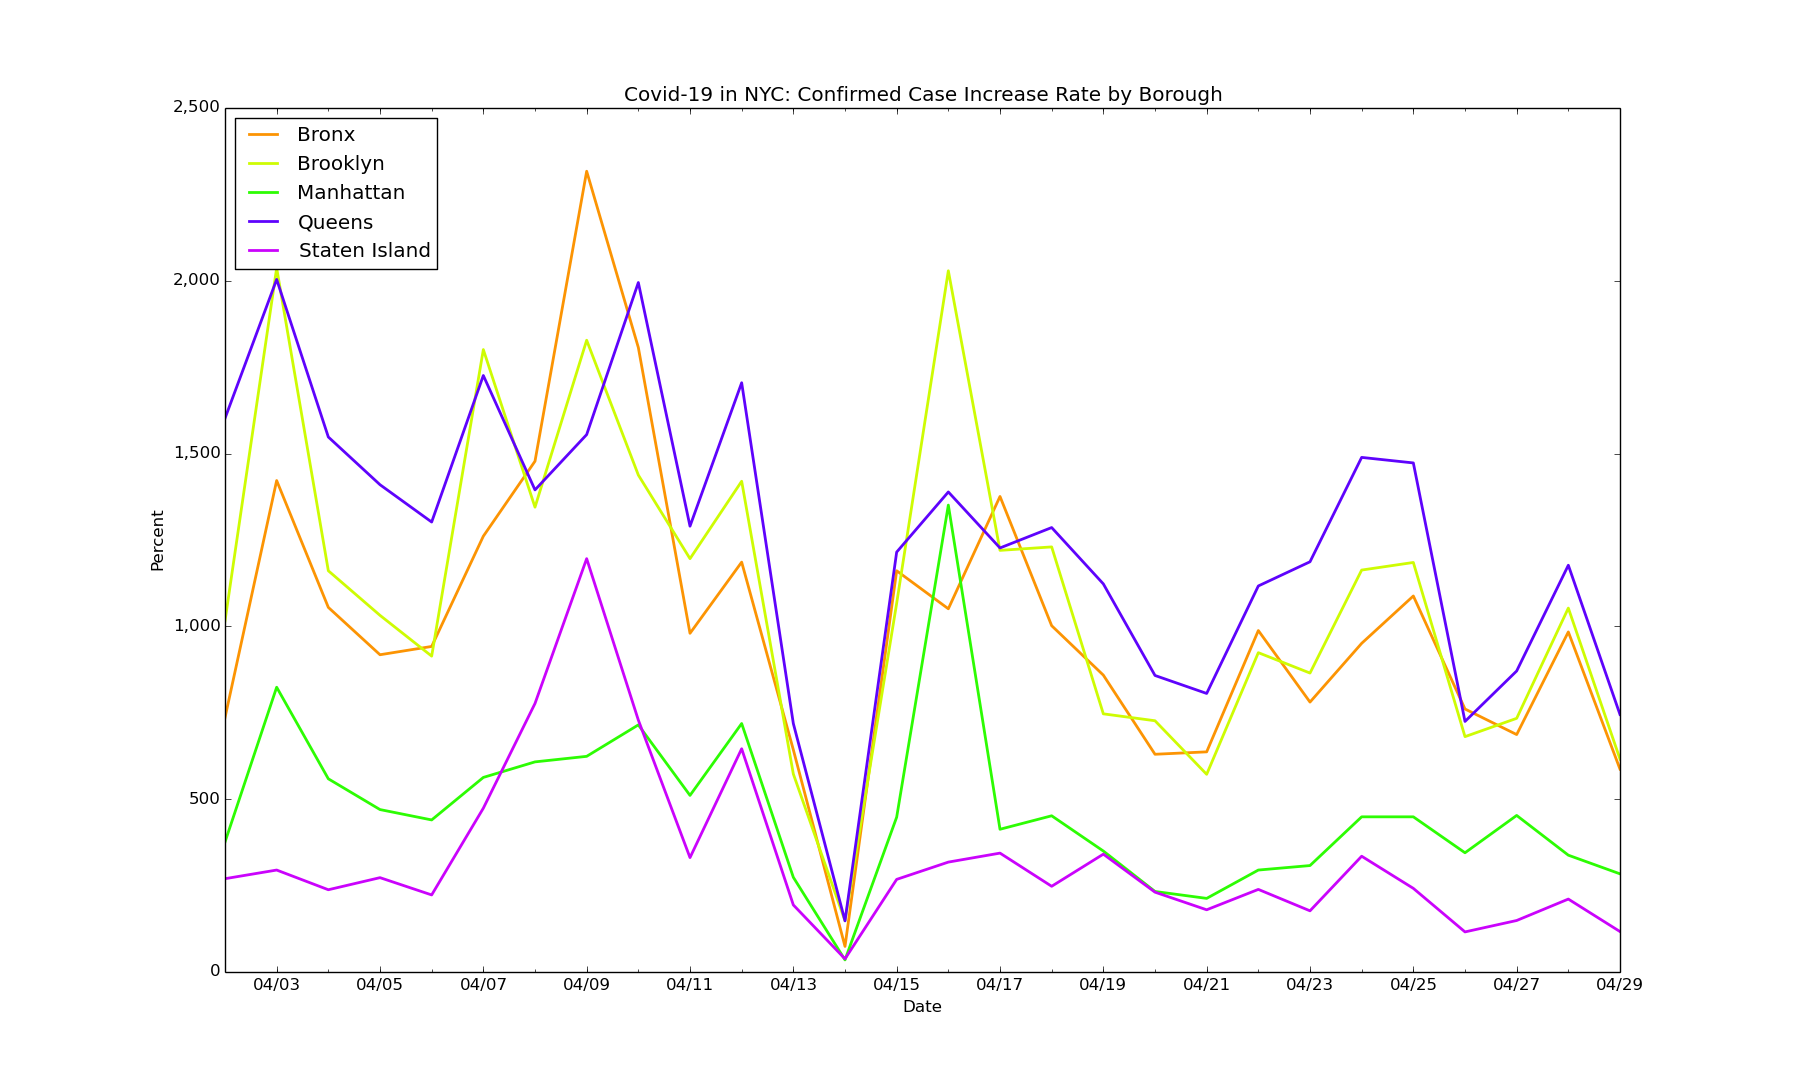 Covid-19 in NYC: Confirmed Case Increase Rate by Borough
2,500
2,000
1,500
1,000
500
0
Percent
Bronx
Brooklyn
Manhattan
Queens
Staten Island
04/03 04/05 04/07 04/09 04/11 04/13 04/15 04/17 04/19 04/21 04/23 04/25 04/27 04/29
Date